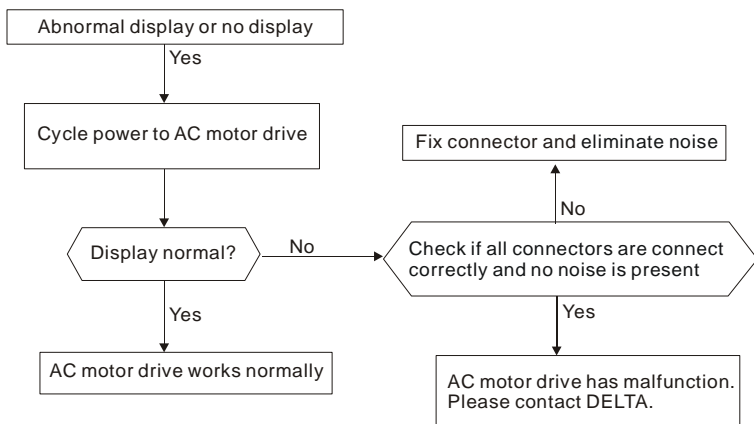 Abnormal display or no display
Yes
Cycle power to AC motor drive
Fix connector and eliminate noise
No
Display normal?
No
Check if all connectors are connect
correctly and no noise is present
Yes
Yes
AC motor drive works normally
AC motor drive has malfunction.
Please contact DELTA.